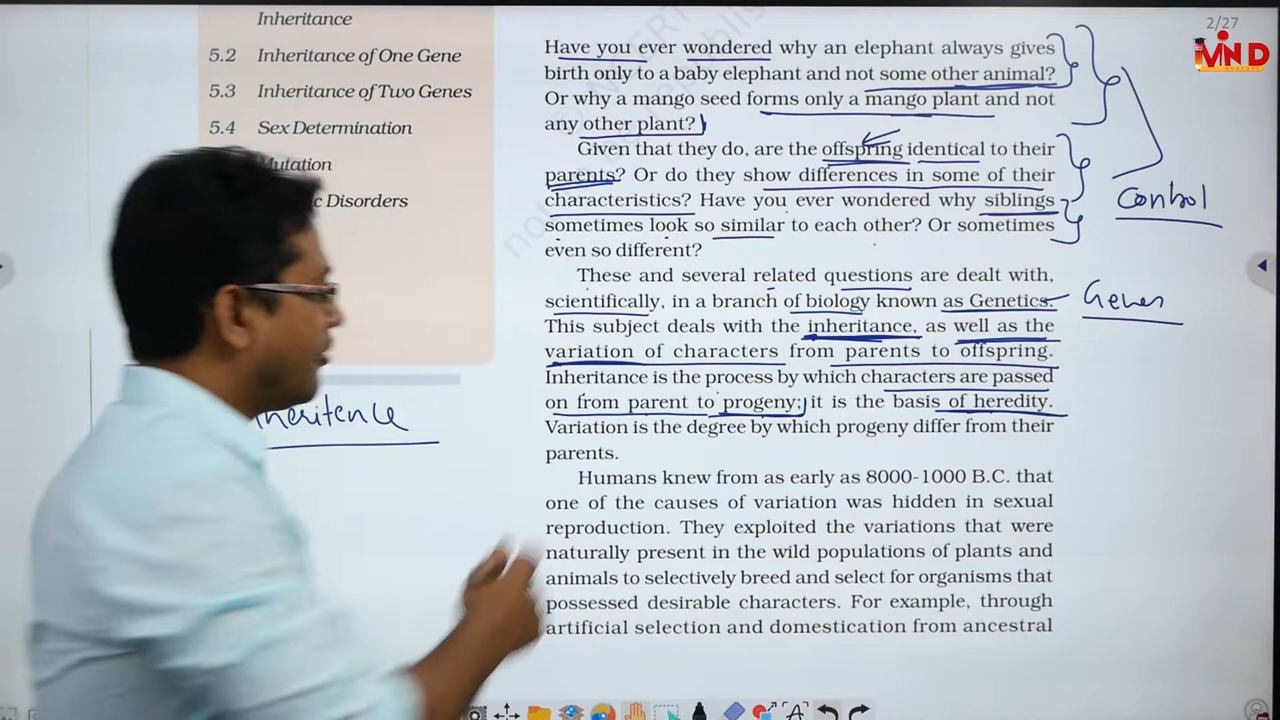 Inheritance
5.2 Inheritance of One Gene
5.3 Inheritance of Two Genes
5.4 Sex Determination
Mutation
Disorders
Have you ever wondered why an elephant always gives
birth only to a baby elephant and not some other animal?
Or why a mango seed forms only a mango plant and not
any other plant?
Given that they do, are the offspring identical to their
parents? Or do they show differences in some of their
characteristics? Have you ever wondered why siblings
sometimes look so similar to each other? Or sometimes
even so different?
These and several related questions are dealt with,
scientifically, in a branch of biology known as Genetics.
This subject deals with the inheritance, as well as the
variation of characters from parents to offspring.
Inheritance is the process by which characters are passed
on from parent to progeny; it is the basis of heredity.
Variation is the degree by which progeny differ from their
parents.
Humans knew from as early as 8000-1000 B.C. that
one of the causes of variation was hidden in sexual
reproduction. They exploited the variations that were
naturally present in the wild populations of plants and
animals to selectively breed and select for organisms that
possessed desirable characters. For example, through
artificial selection and domestication from ancestral
Control
Genes
2/27
MIND